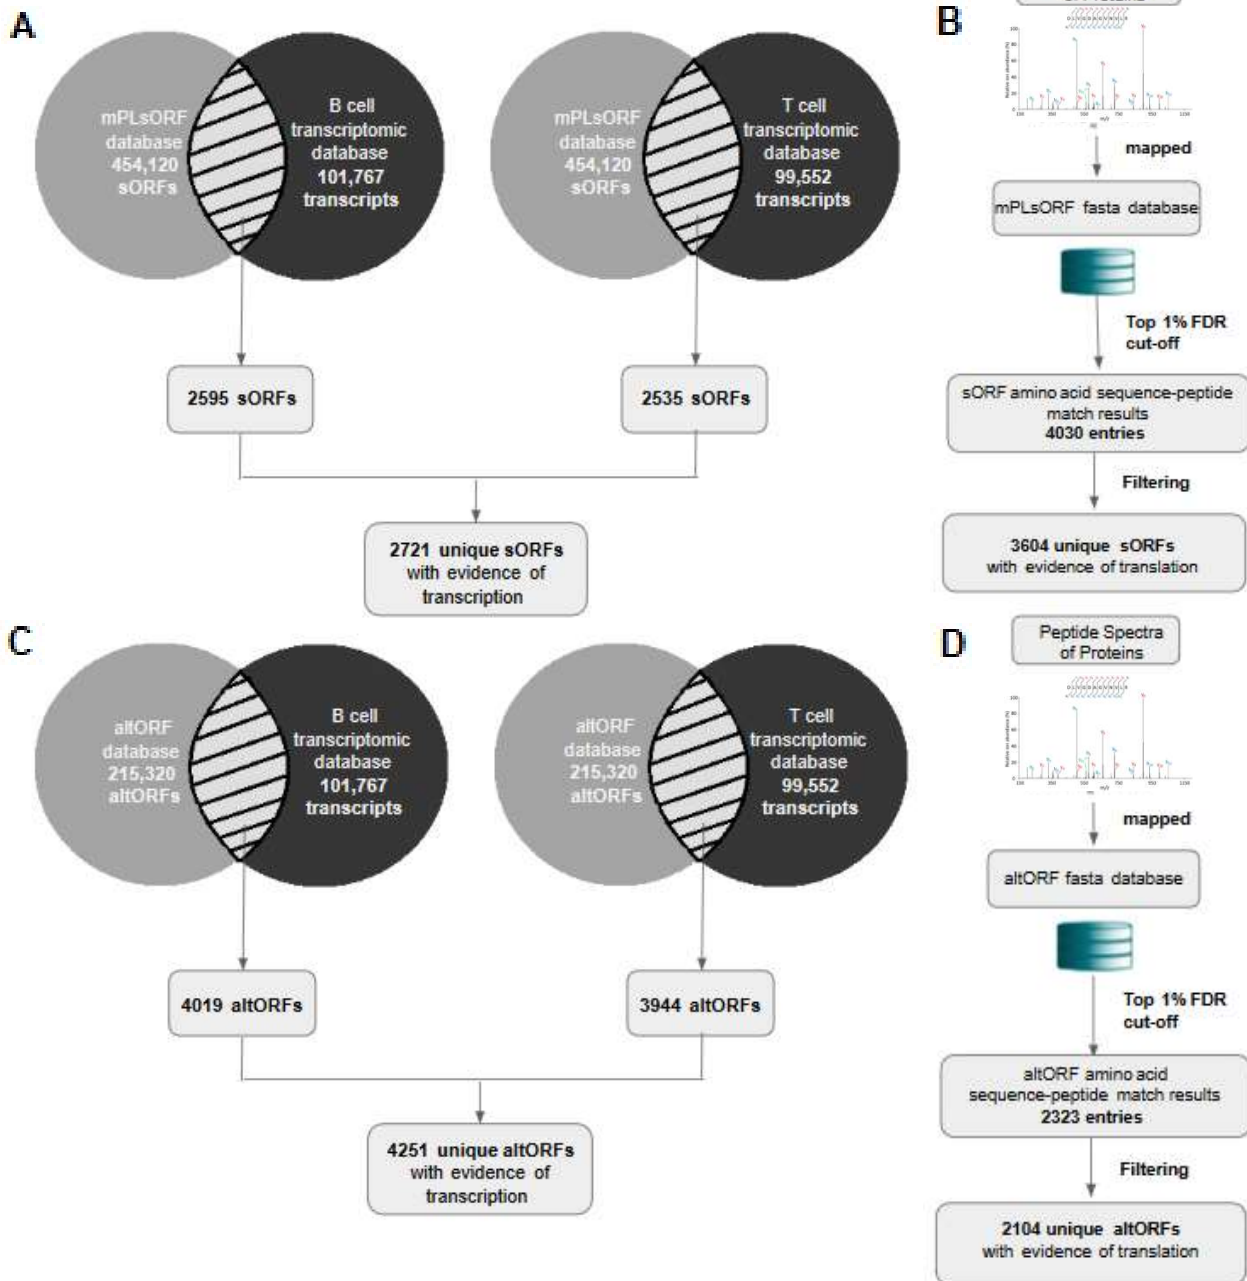 A
mPLsORF
database
454,120
sORFs
B cell
transcriptomic
database
101,767
transcripts
mPLsORF
database
454,120
sORFs
T cell
transcriptomic
database
99,552
transcripts
2595 sORFs
2535 sORFs
2721 unique sORFs
with evidence of
transcription
B
mapped
mPLsORF fasta database
Top 1% FDR
cut-off
sORF amino acid sequence-peptide
match results
4030 entries
Filtering
3604 unique sORFs
with evidence of translation
C
altORF
database
215,320
altORFs
B cell
transcriptomic
database
101,767
transcripts
altORF
database
215,320
altORFs
T cell
transcriptomic
database
99,552
transcripts
4019 altORFs
3944 altORFs
4251 unique altORFs
with evidence of
transcription
D
Peptide Spectra
of Proteins
mapped
altORF fasta database
Top 1% FDR
cut-off
altORF amino acid
sequence-peptide match results
2323 entries
Filtering
2104 unique altORFs
with evidence of translation